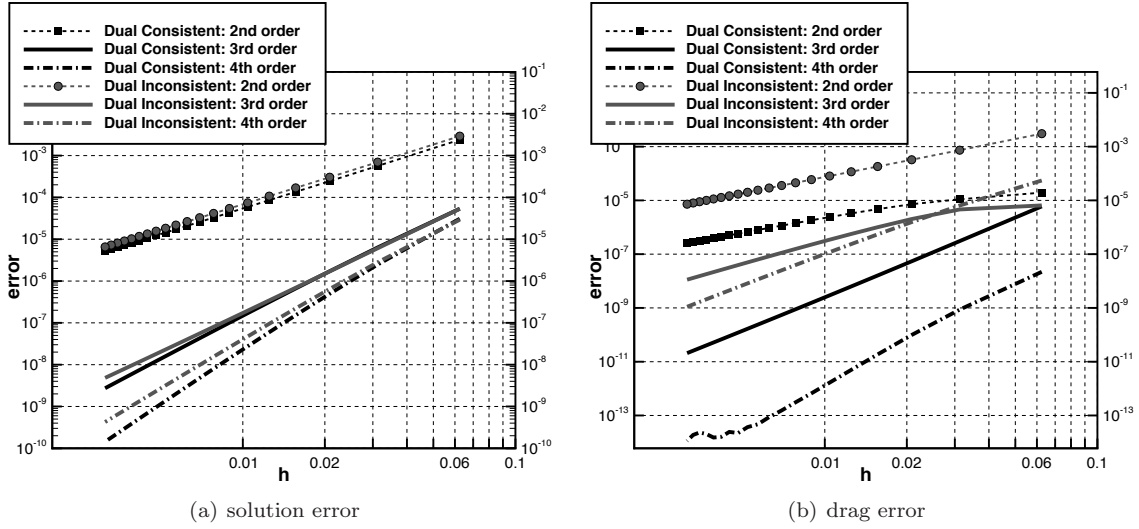 Dual Consistent: 2nd order
Dual Consistent: 3rd order
Dual Consistent: 4th order
Dual Inconsistent: 2nd order
Dual Inconsistent: 3rd order
Dual Inconsistent: 4th order
10-3
10-4
10-5
10-6
10-7
10-8
10-9
10-10
error
10-1
10-2
10-3
10-4
10-5
10-6
10-7
10-8
10-9
10-10
0.01
0.02
0.06
0.1
h
(a) solution error
Dual Consistent: 2nd order
Dual Consistent: 3rd order
Dual Consistent: 4th order
Dual Inconsistent: 2nd order
Dual Inconsistent: 3rd order
Dual Inconsistent: 4th order
10-5
10-7
10-9
10-11
10-13
error
10-1
10-3
10-5
10-7
10-9
10-11
10-13
0.01
0.02
0.06
0.1
h
(b) drag error